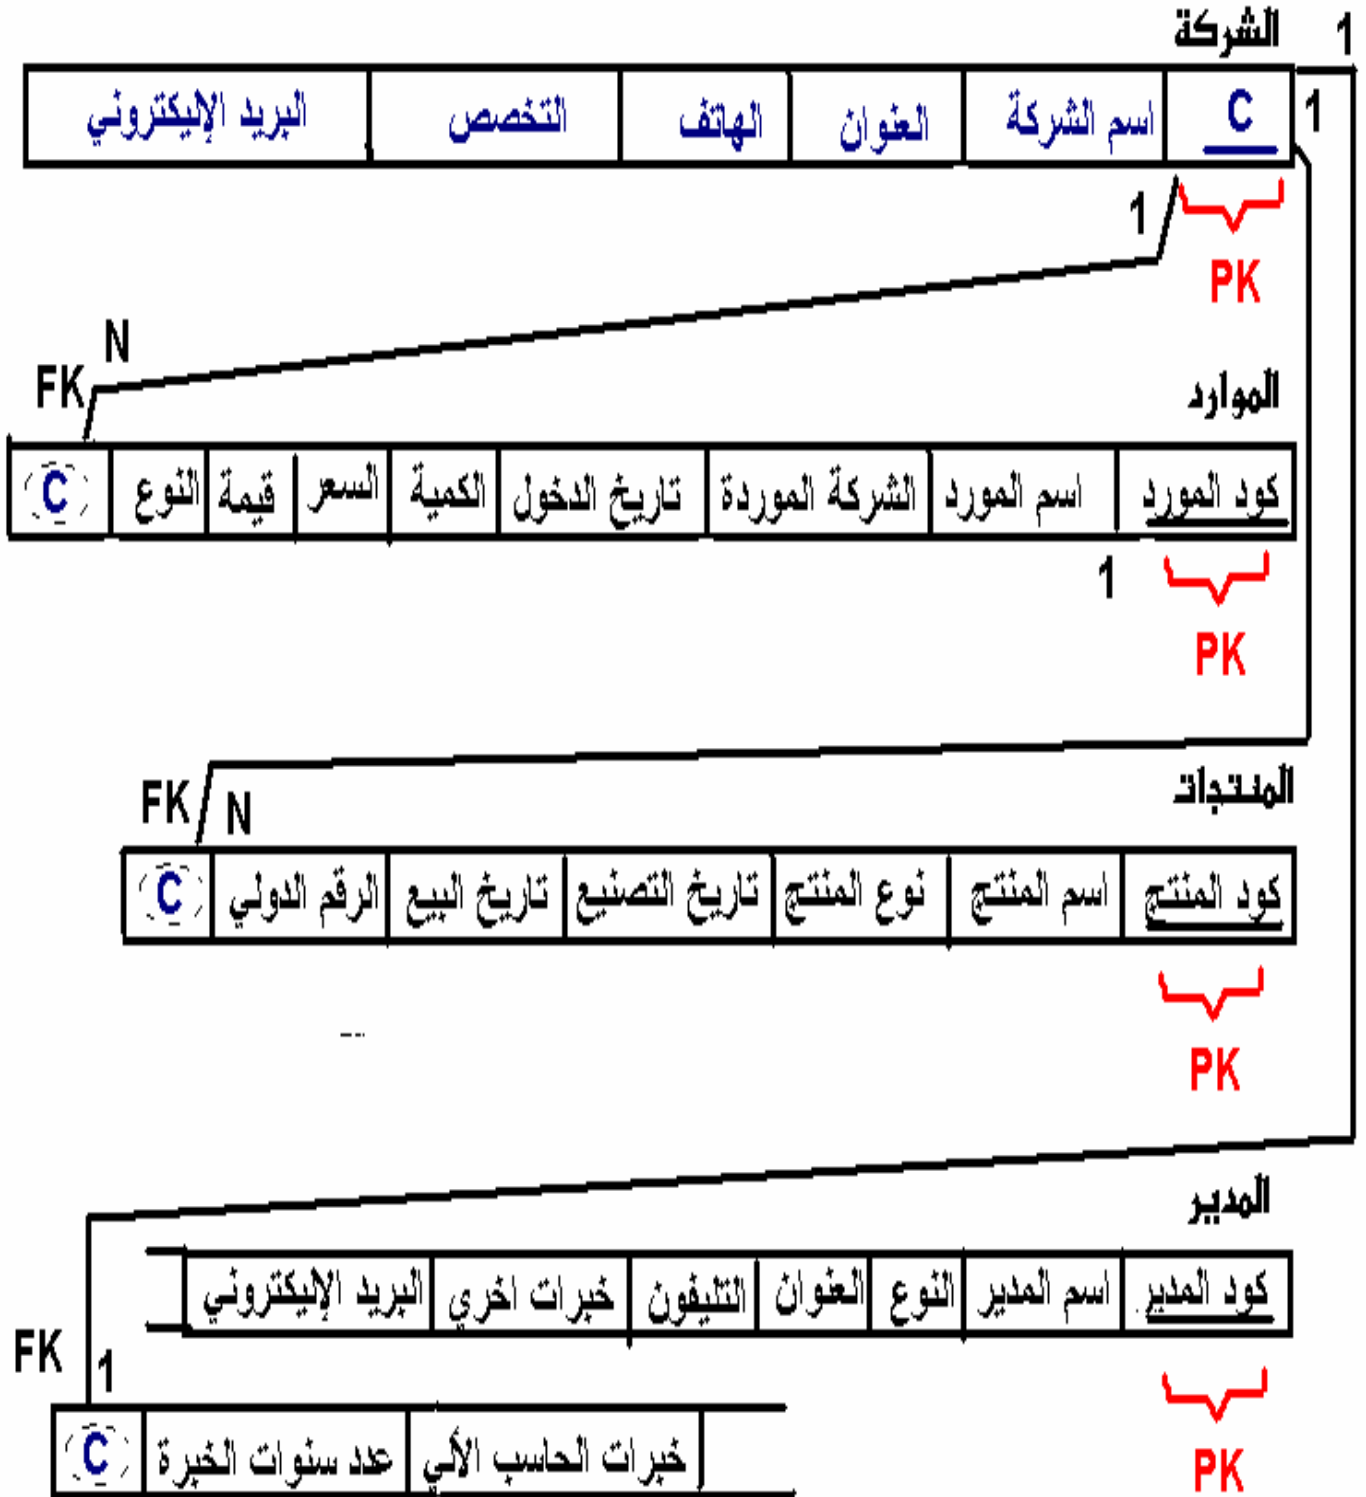 الشركة 1
C اسم الشركة العنوان الهاتف التخصص البريد الإليكتروني
1
1
PK
N
FK
الموارد
كود المورد اسم المورد الشركة الموردة تاريخ الدخول الكمية السعر قيمة النوع C
1
PK
المنتجات
FK N
كود المنتج اسم المنتج نوع المنتج تاريخ التصنيع تاريخ البيع الرقم الدولي C
PK
المدير
كود المدير اسم المدير النوع العنوان التليفون خبرات اخري البريد الإليكتروني
FK 1
PK
خبرات الحاسب الألي عدد سنوات الخبرة C